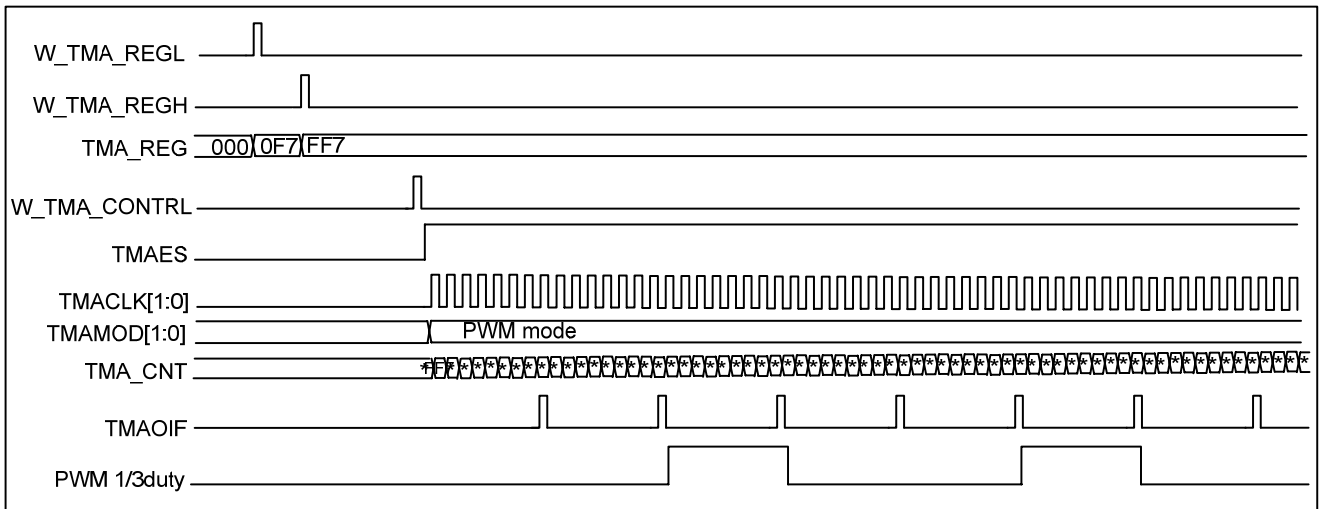 W_TMA_REGL
W_TMA_REGH
TMA_REG 000 0F7 FF7
W_TMA_CONTRL
TMAES
TMACLK[1:0]
TMAMOD[1:0] PWM mode
TMA_CNT
TMAOIF
PWM 1/3duty